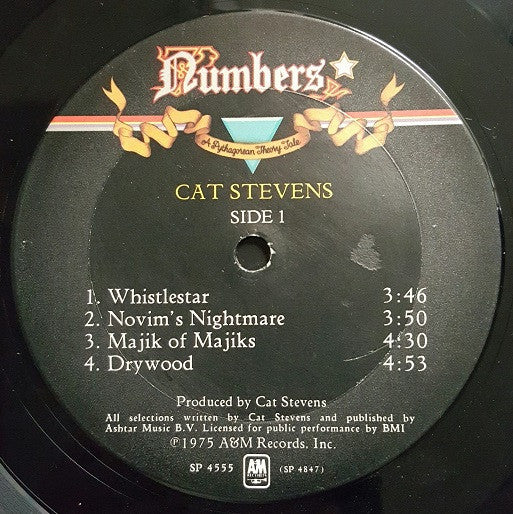 Numbers
A Pythagorean Theory Tale
CAT STEVENS
SIDE 1
1. Whistlestar 3:46
2. Novim's Nightmare 3:50
3. Majik of Majiks 4:30
4. Drywood 4:53
Produced by Cat Stevens
All selections written by Cat Stevens and published by
Ashtar Music B.V. Licensed for public performance by BMI
℗1975 A&M Records, Inc.
SP 4555 A&M RECORDS (SP 4847)